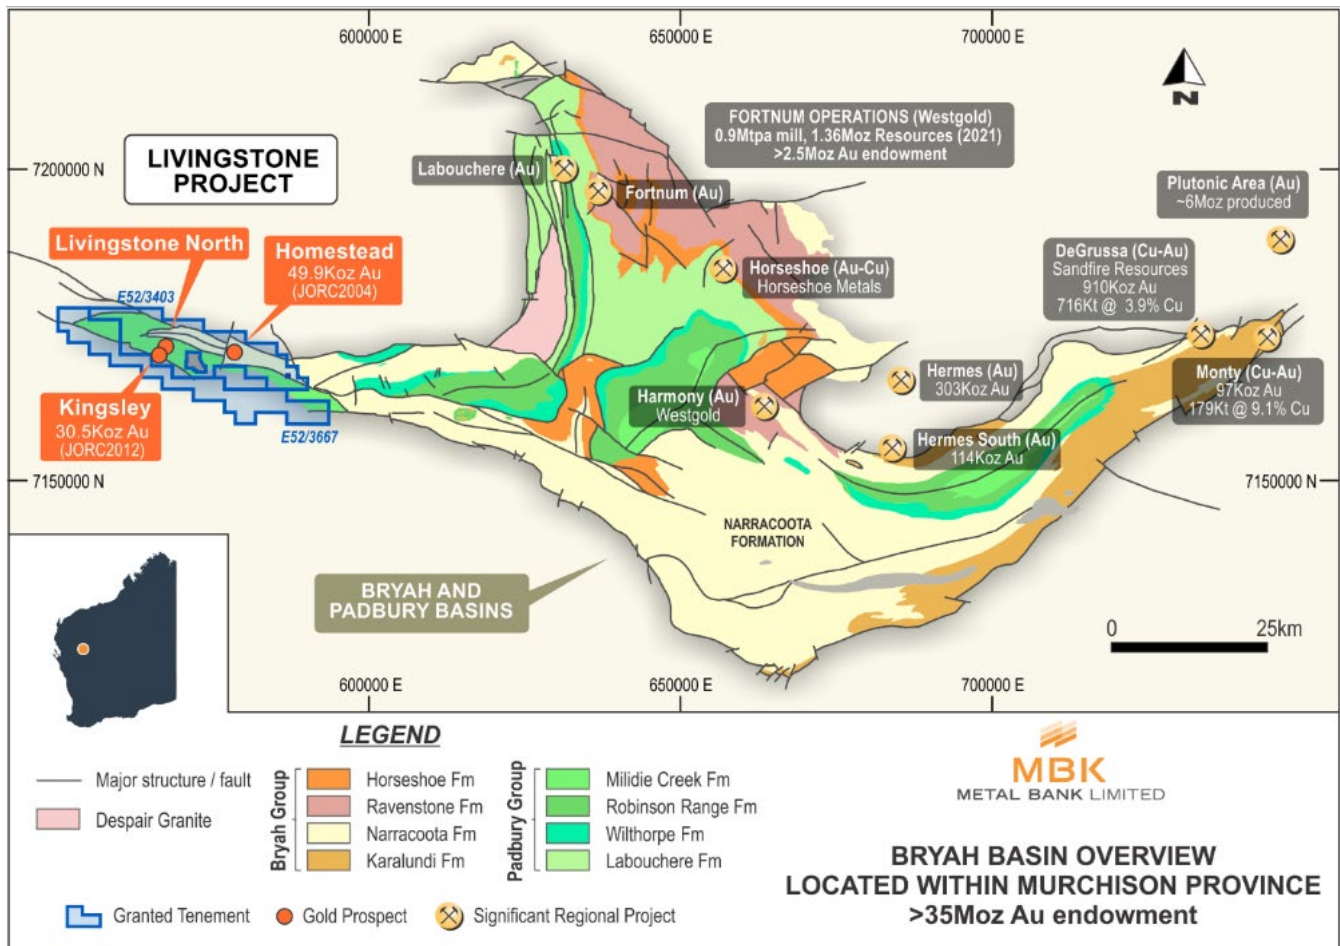 600000 E
650000 E
700000 E
N
FORTNUM OPERATIONS (Westgold)
0.9Mtpa mill, 1.36Moz Resources (2021)
>2.5Moz Au endowment
LIVINGSTONE
PROJECT
7200000 N
Labouchere (Au)
Fortnum (Au)
Plutonic Area (Au)
~6Moz produced
Livingstone North
Homestead
49.9Koz Au
(JORC2004)
E52/3403
Horseshoe (Au-Cu)
Horseshoe Metals
DeGrussa (Cu-Au)
Sandfire Resources
910Koz Au
716Kt @ 3.9% Cu
Kingsley
30.5Koz Au
(JORC2012)
E52/3667
Harmony (Au)
Westgold
Hermes (Au)
303Koz Au
Monty (Cu-Au)
97Koz Au
179Kt @ 9.1% Cu
Hermes South (Au)
114Koz Au
7150000 N
7150000 N
NARRACOOTA
FORMATION
BRYAH AND
PADBURY BASINS
0 25km
600000 E
650000 E
700000 E
LEGEND
Major structure / fault
Despair Granite
Bryah Group
Horseshoe Fm
Ravenstone Fm
Narracoota Fm
Karalundi Fm
Padbury Group
Milidie Creek Fm
Robinson Range Fm
Wilthorpe Fm
Labouchere Fm
Granted Tenement
Gold Prospect
Significant Regional Project
MBK
METAL BANK LIMITED
BRYAH BASIN OVERVIEW
LOCATED WITHIN MURCHISON PROVINCE
>35Moz Au endowment